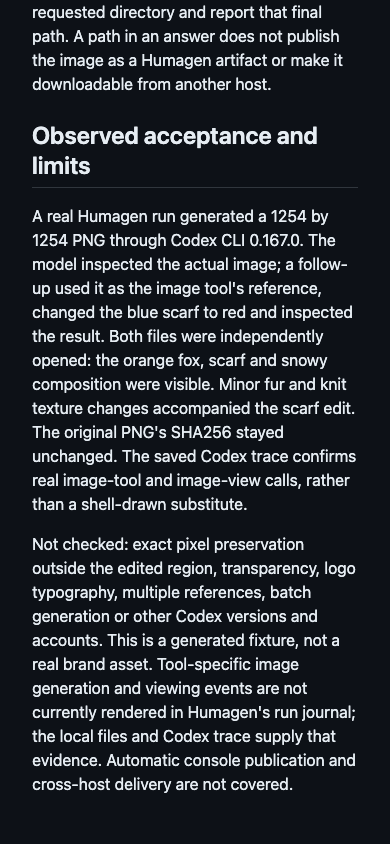 requested directory and report that final
path. A path in an answer does not publish
the image as a Humagen artifact or make it
downloadable from another host.
Observed acceptance and
limits
A real Humagen run generated a 1254 by
1254 PNG through Codex CLI 0.167.0. The
model inspected the actual image; a follow-
up used it as the image tool's reference,
changed the blue scarf to red and inspected
the result. Both files were independently
opened: the orange fox, scarf and snowy
composition were visible. Minor fur and knit
texture changes accompanied the scarf edit.
The original PNG's SHA256 stayed
unchanged. The saved Codex trace confirms
real image-tool and image-view calls, rather
than a shell-drawn substitute.
Not checked: exact pixel preservation
outside the edited region, transparency, logo
typography, multiple references, batch
generation or other Codex versions and
accounts. This is a generated fixture, not a
real brand asset. Tool-specific image
generation and viewing events are not
currently rendered in Humagen's run journal;
the local files and Codex trace supply that
evidence. Automatic console publication and
cross-host delivery are not covered.